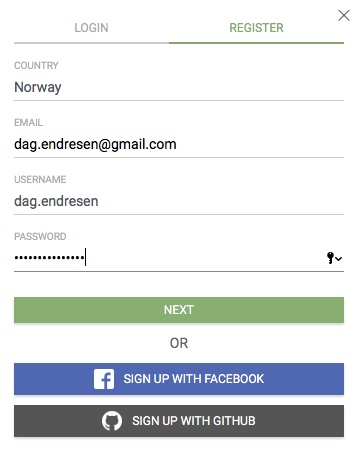 LOGIN REGISTER
COUNTRY
Norway
EMAIL
dag.endresen@gmail.com
USERNAME
dag.endresen
PASSWORD
•••••••••••••••
NEXT
OR
SIGN UP WITH FACEBOOK
SIGN UP WITH GITHUB